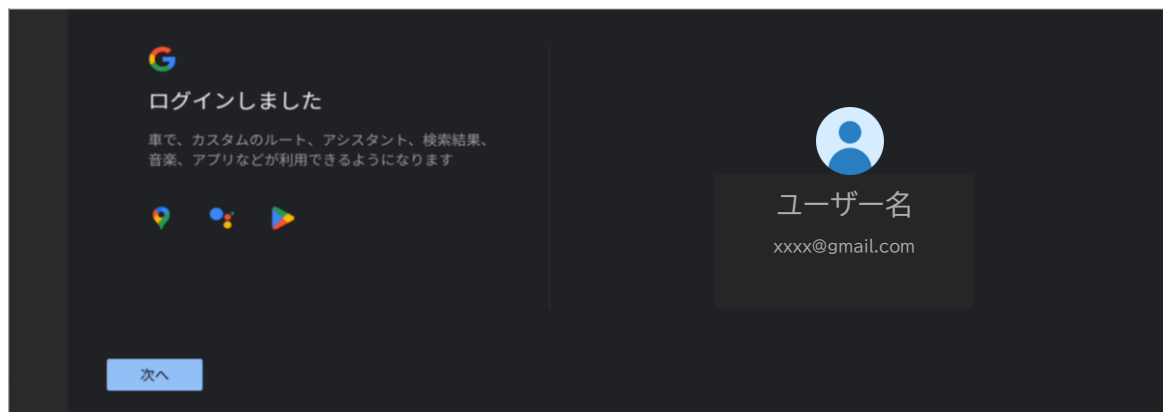 ログインしました
車で、カスタムのルート、アシスタント、検索結果、
音楽、アプリなどが利用できるようになります
ユーザー名
xxxx@gmail.com
次へ